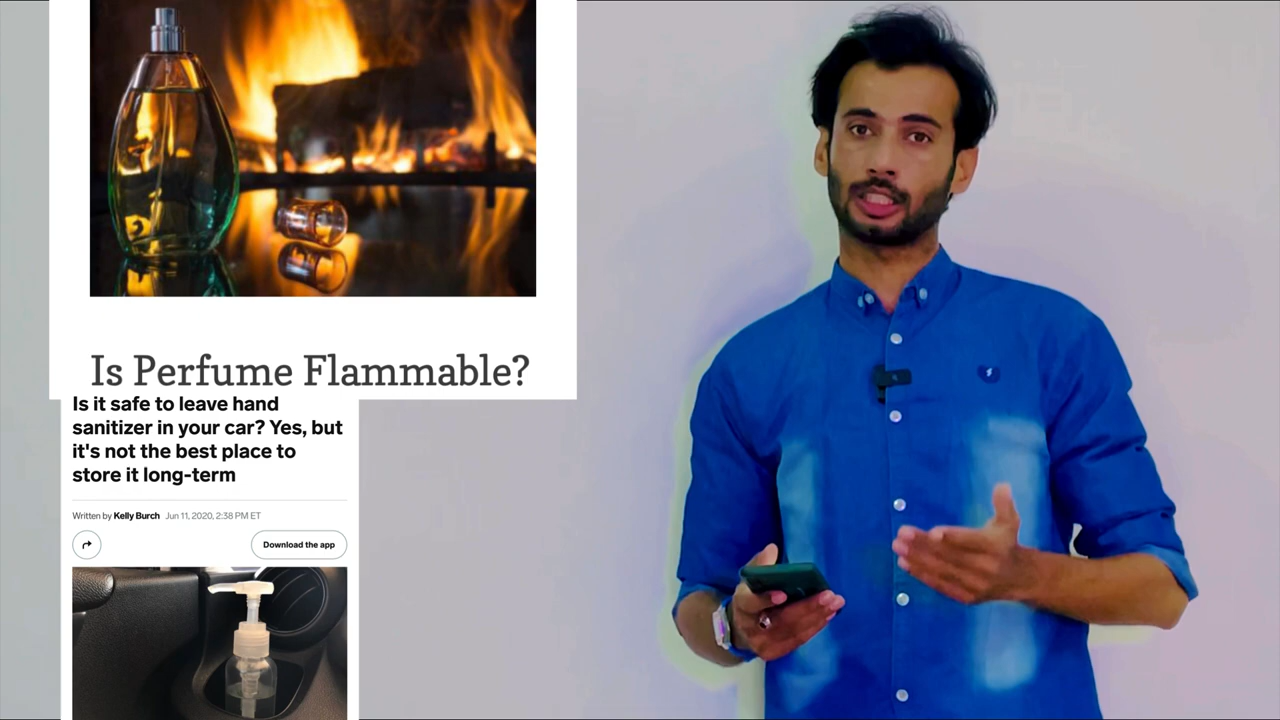 Is Perfume Flammable?
Is it safe to leave hand
sanitizer in your car? Yes, but
it's not the best place to
store it long-term
Written by Kelly Burch Jun 11, 2020, 2:38 PM ET
Download the app